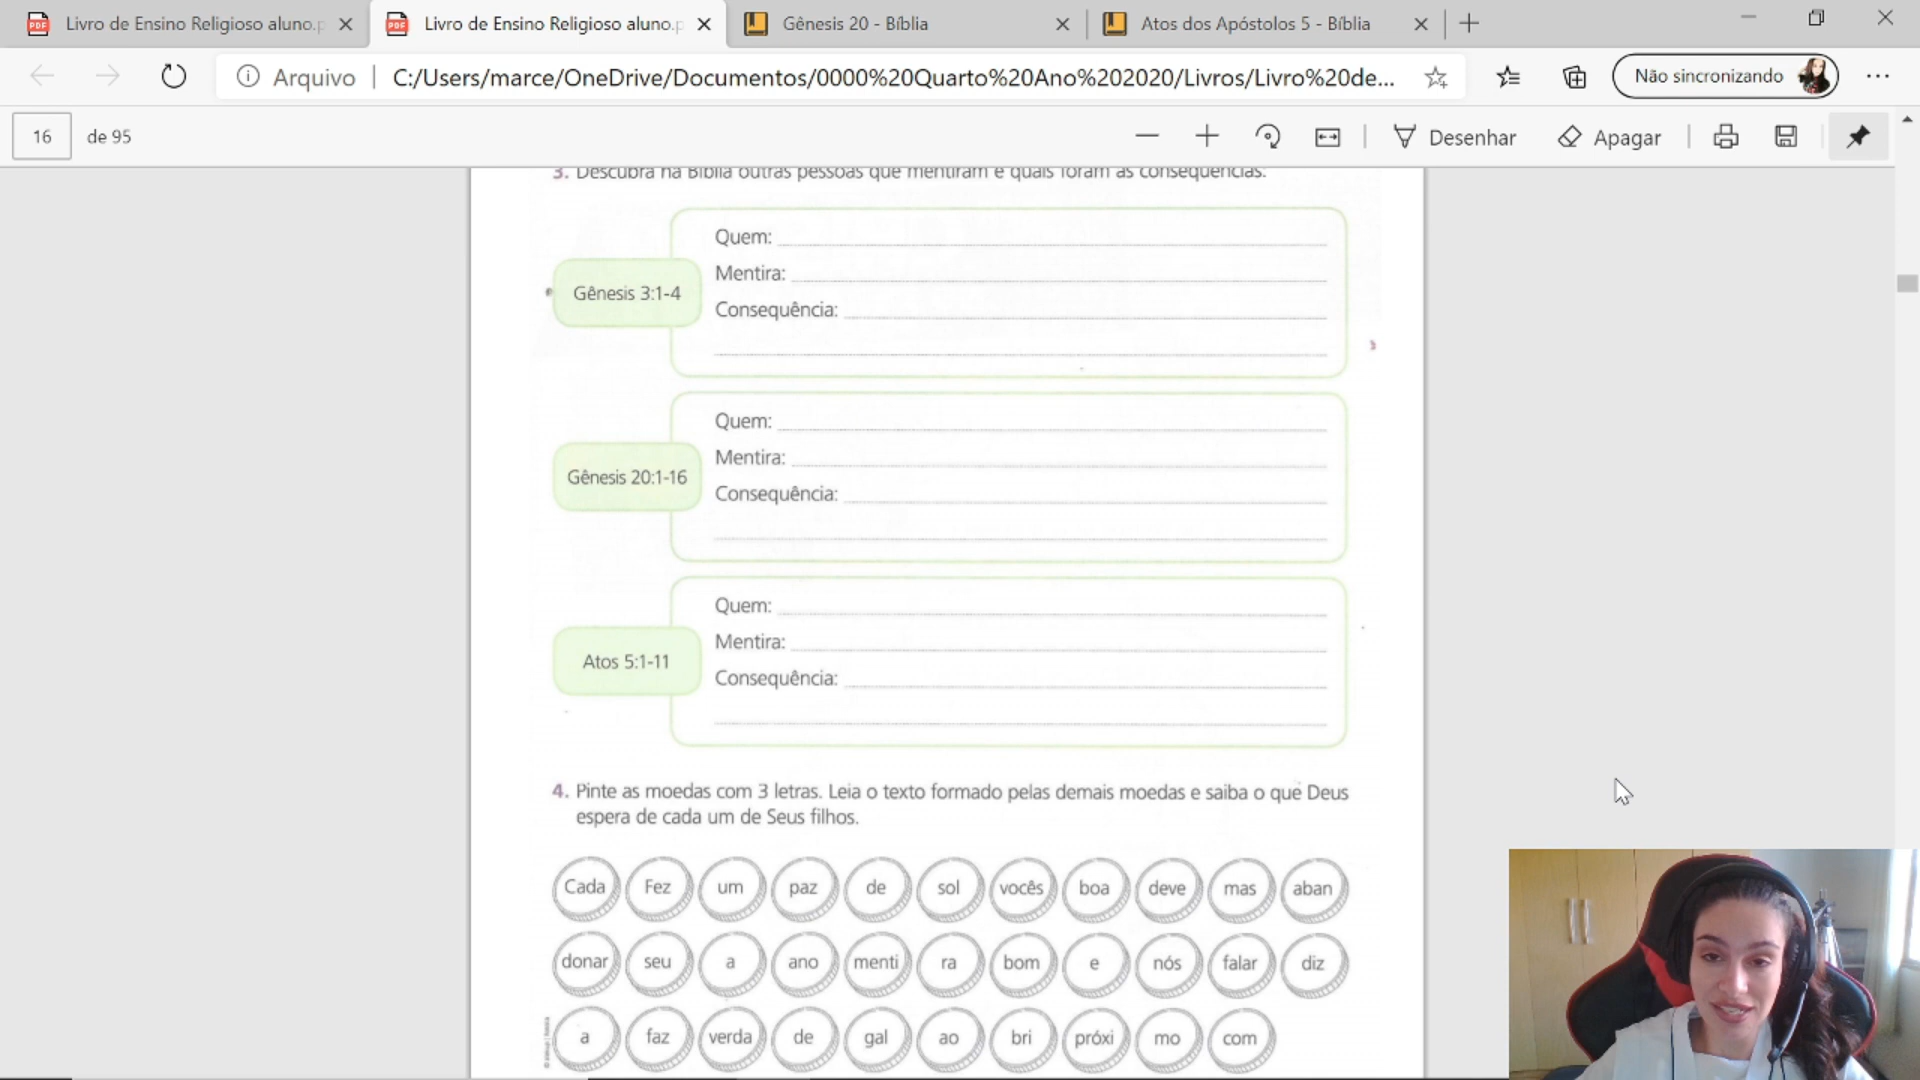 Livro de Ensino Religioso aluno.p
Livro de Ensino Religioso aluno.p
Gênesis 20 - Bíblia
Atos dos Apóstolos 5 - Bíblia
Arquivo
C:/Users/marce/OneDrive/Documentos/0000%20Quarto%20Ano%202020/Livros/Livro%20de...
Não sincronizando
16 de 95
Desenhar
Apagar
3. Descubra na Bíblia outras pessoas que mentiram e quais foram as consequências.
Quem:
Mentira:
Gênesis 3:1-4
Consequência:
Quem:
Mentira:
Gênesis 20:1-16
Consequência:
Quem:
Mentira:
Atos 5:1-11
Consequência:
4. Pinte as moedas com 3 letras. Leia o texto formado pelas demais moedas e saiba o que Deus
espera de cada um de Seus filhos.
Cada Fez um paz de sol vocês boa deve mas aban
donar seu a ano menti ra bom e nós falar diz
a faz verda de gal ao bri próxi mo com